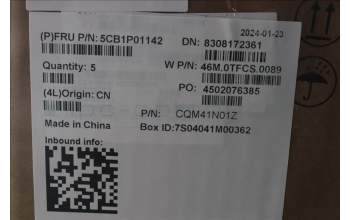 2024-01-23
(P)FRU P/N: 5CB1P01142 DN: 8308172361
Quantity: 5 W P/N: 46M.0TFCS.0089
PO: 4502076385
(4L)Origin: CN
P/N: CQM41N01Z
Made in China Box ID:7S04041M00362
Inbound info: